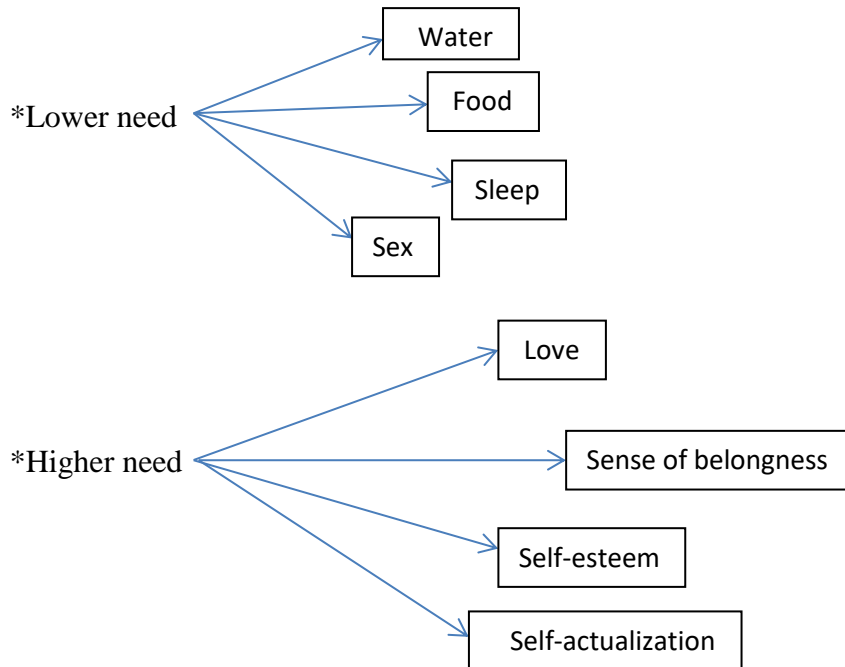 Water
Food
*Lower need
Sleep
Sex
Love
*Higher need
Sense of belongness
Self-esteem
Self-actualization